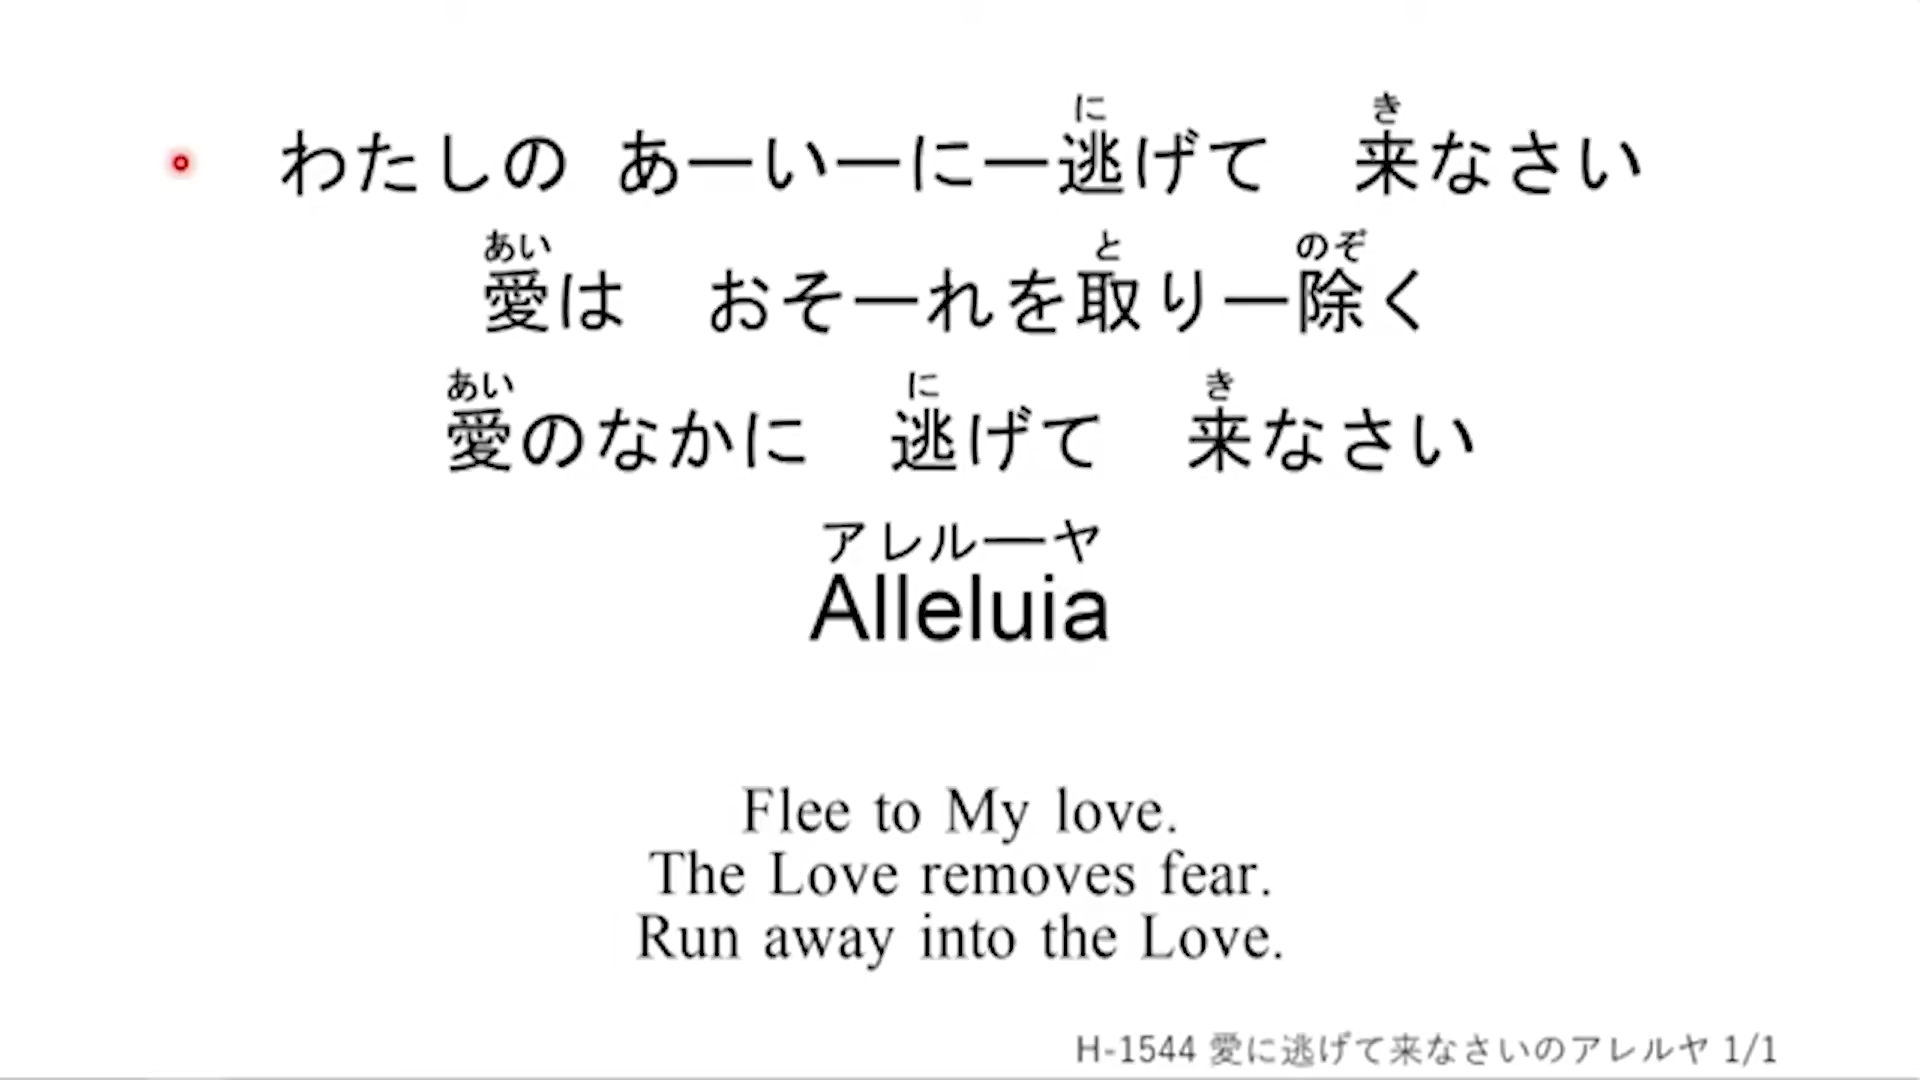 わたしの あーいーにー逃げて　来なさい
愛は　おそーれを取りー除く
愛のなかに　逃げて　来なさい
アレルーヤ
Alleluia
Flee to My love.
The Love removes fear.
Run away into the Love.
H-1544 愛に逃げて来なさいのアレルヤ 1/1